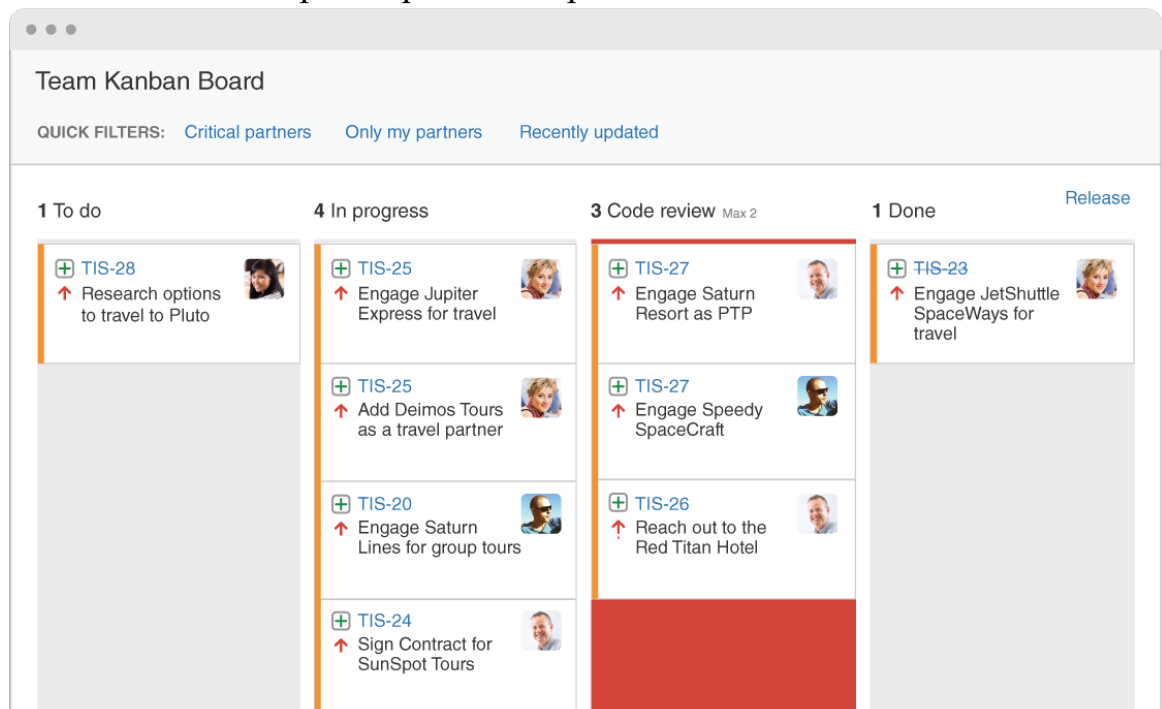 Team Kanban Board
QUICK FILTERS: Critical partners Only my partners Recently updated
Release
1 To do
TIS-28
Research options
to travel to Pluto
4 In progress
TIS-25
Engage Jupiter
Express for travel
TIS-25
Add Deimos Tours
as a travel partner
TIS-20
Engage Saturn
Lines for group tours
TIS-24
Sign Contract for
SunSpot Tours
3 Code review Max 2
TIS-27
Engage Saturn
Resort as PTP
TIS-27
Engage Speedy
SpaceCraft
TIS-26
Reach out to the
Red Titan Hotel
1 Done
TIS-23
Engage JetShuttle
SpaceWays for
travel